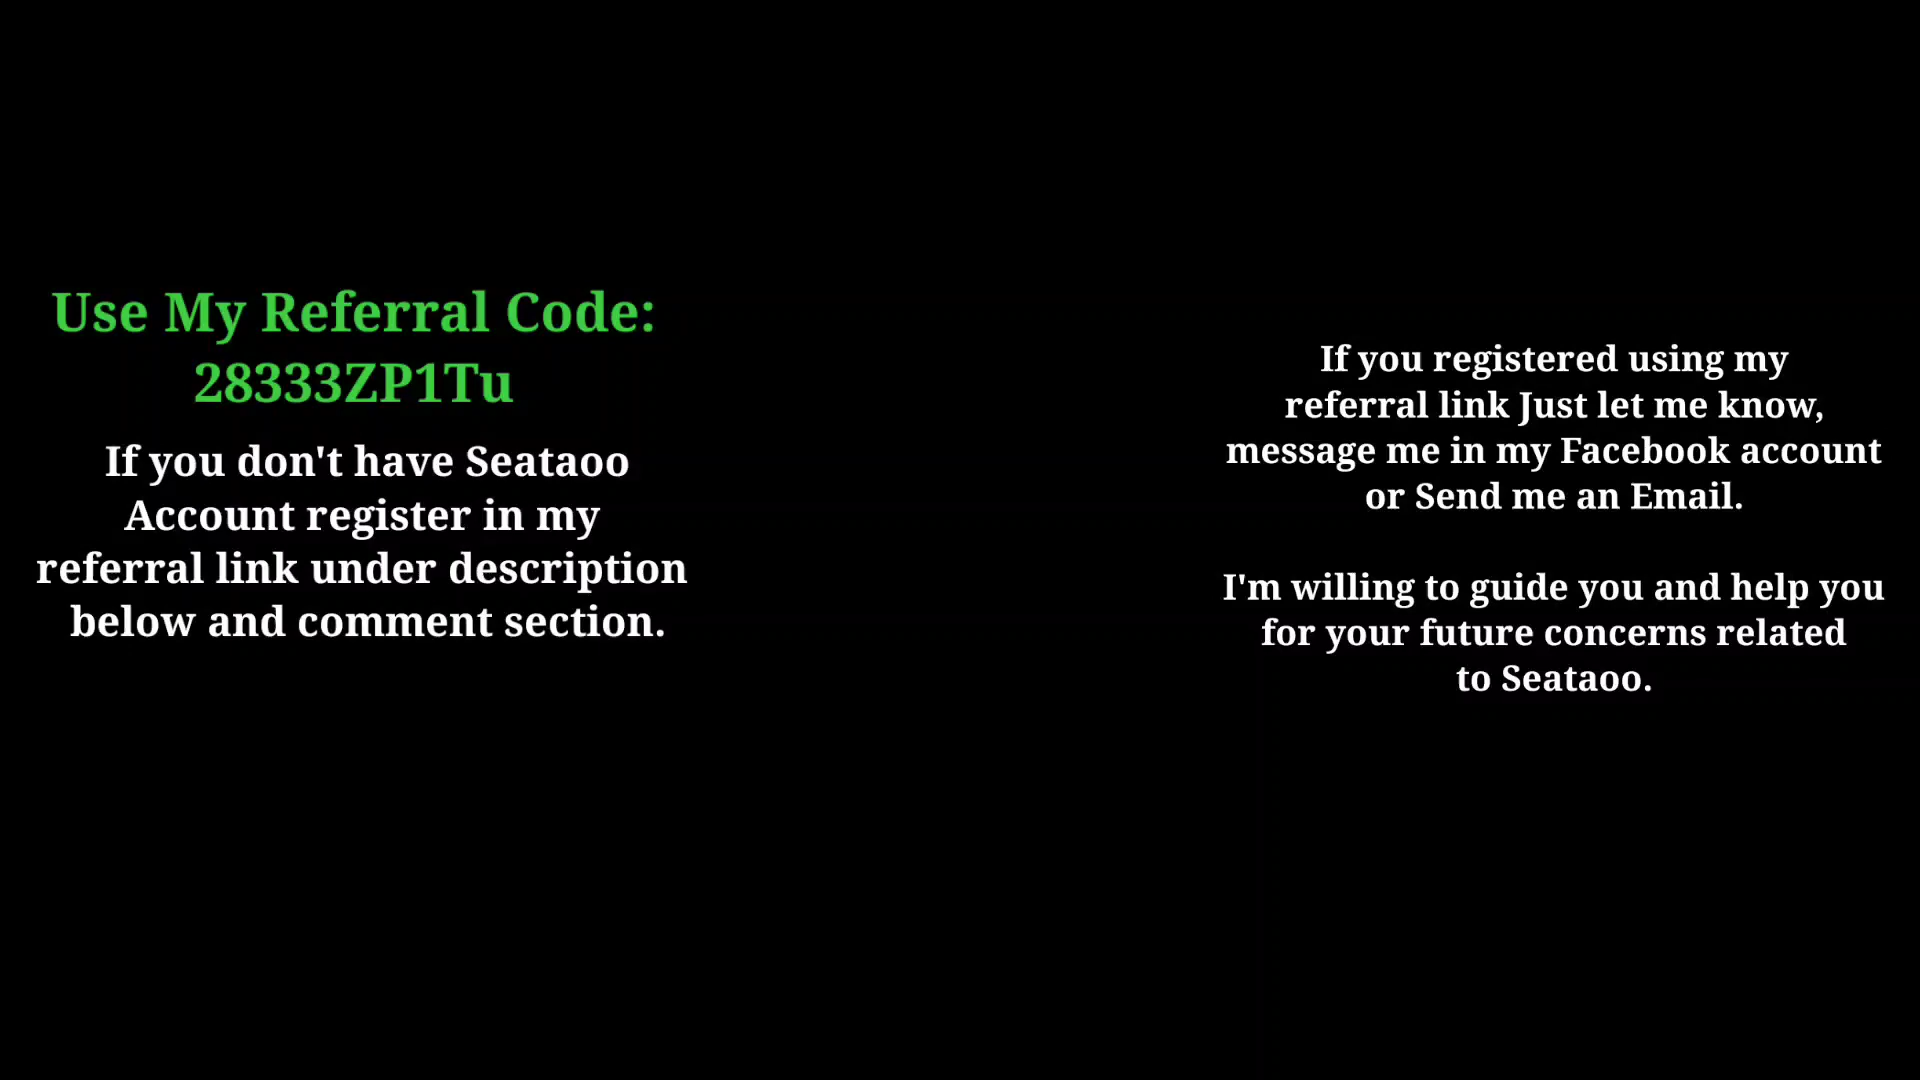 Use My Referral Code:
28333ZP1Tu
If you don't have Seataoo
Account register in my
referral link under description
below and comment section.
If you registered using my
referral link Just let me know,
message me in my Facebook account
or Send me an Email.
I'm willing to guide you and help you
for your future concerns related
to Seataoo.